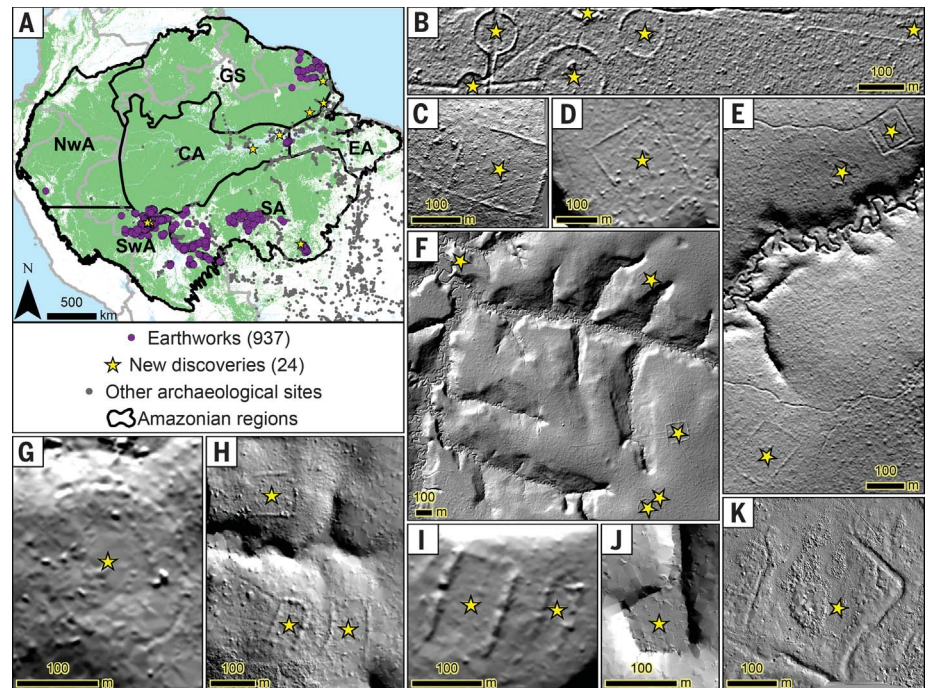 A
GS
NwA
CA
EA
SA
SwA
N
500
km
Earthworks (937)
New discoveries (24)
Other archaeological sites
Amazonian regions
B
100
m
C
100
m
D
100
m
E
100
m
F
100
m
G
100
m
H
100
m
I
100
m
J
100
m
K
100
m